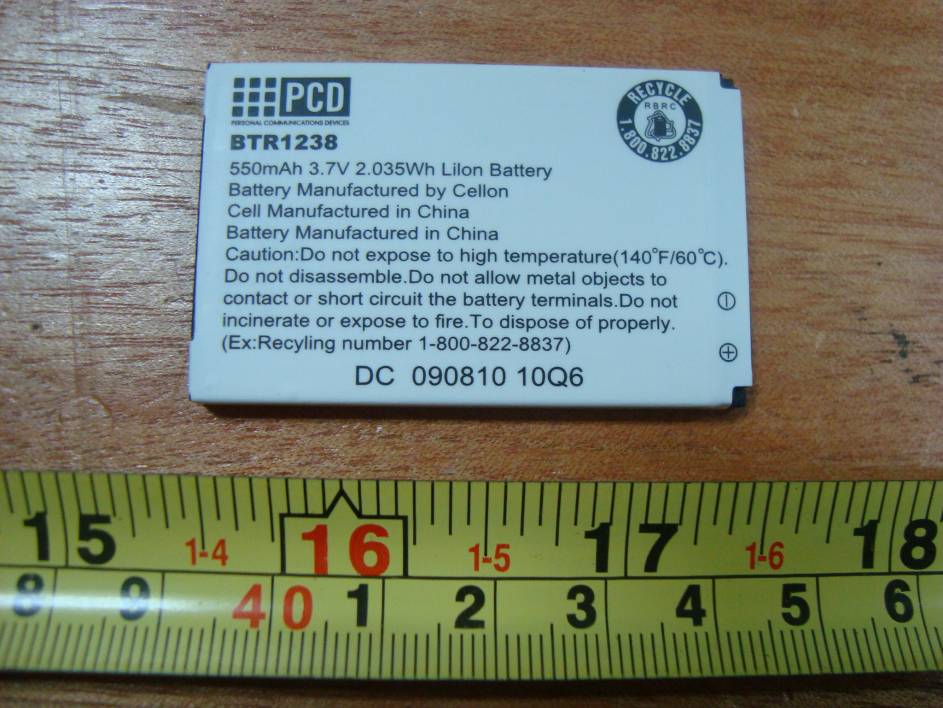 PCD
PERSONAL COMMUNICATIONS DEVICES
RECYCLE
RBRC
1.800.822.8837
BTR1238
550mAh 3.7V 2.035Wh LiIon Battery
Battery Manufactured by Cellon
Cell Manufactured in China
Battery Manufactured in China
Caution:Do not expose to high temperature(140°F/60°C).
Do not disassemble.Do not allow metal objects to
contact or short circuit the battery terminals.Do not
incinerate or expose to fire.To dispose of properly.
(Ex:Recyling number 1-800-822-8837)
DC 090810 10Q6
15 1-4 16 1-5 17 1-6 18
8 9 40 1 2 3 4 5 6